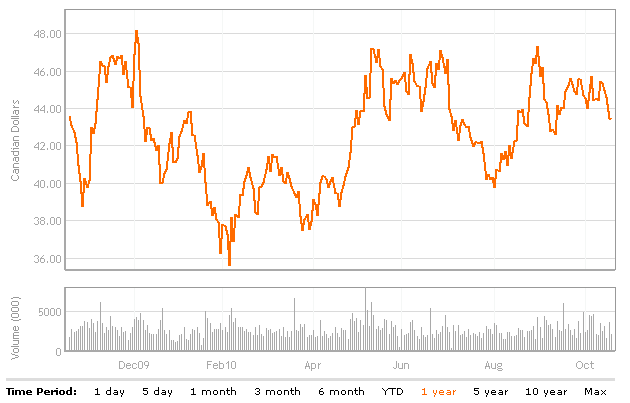 48.00
46.00
44.00
42.00
40.00
38.00
36.00
Canadian Dollars
5000
0
Volume (000)
Dec09 Feb10 Apr Jun Aug Oct
Time Period: 1 day 5 day 1 month 3 month 6 month YTD 1 year 5 year 10 year Max